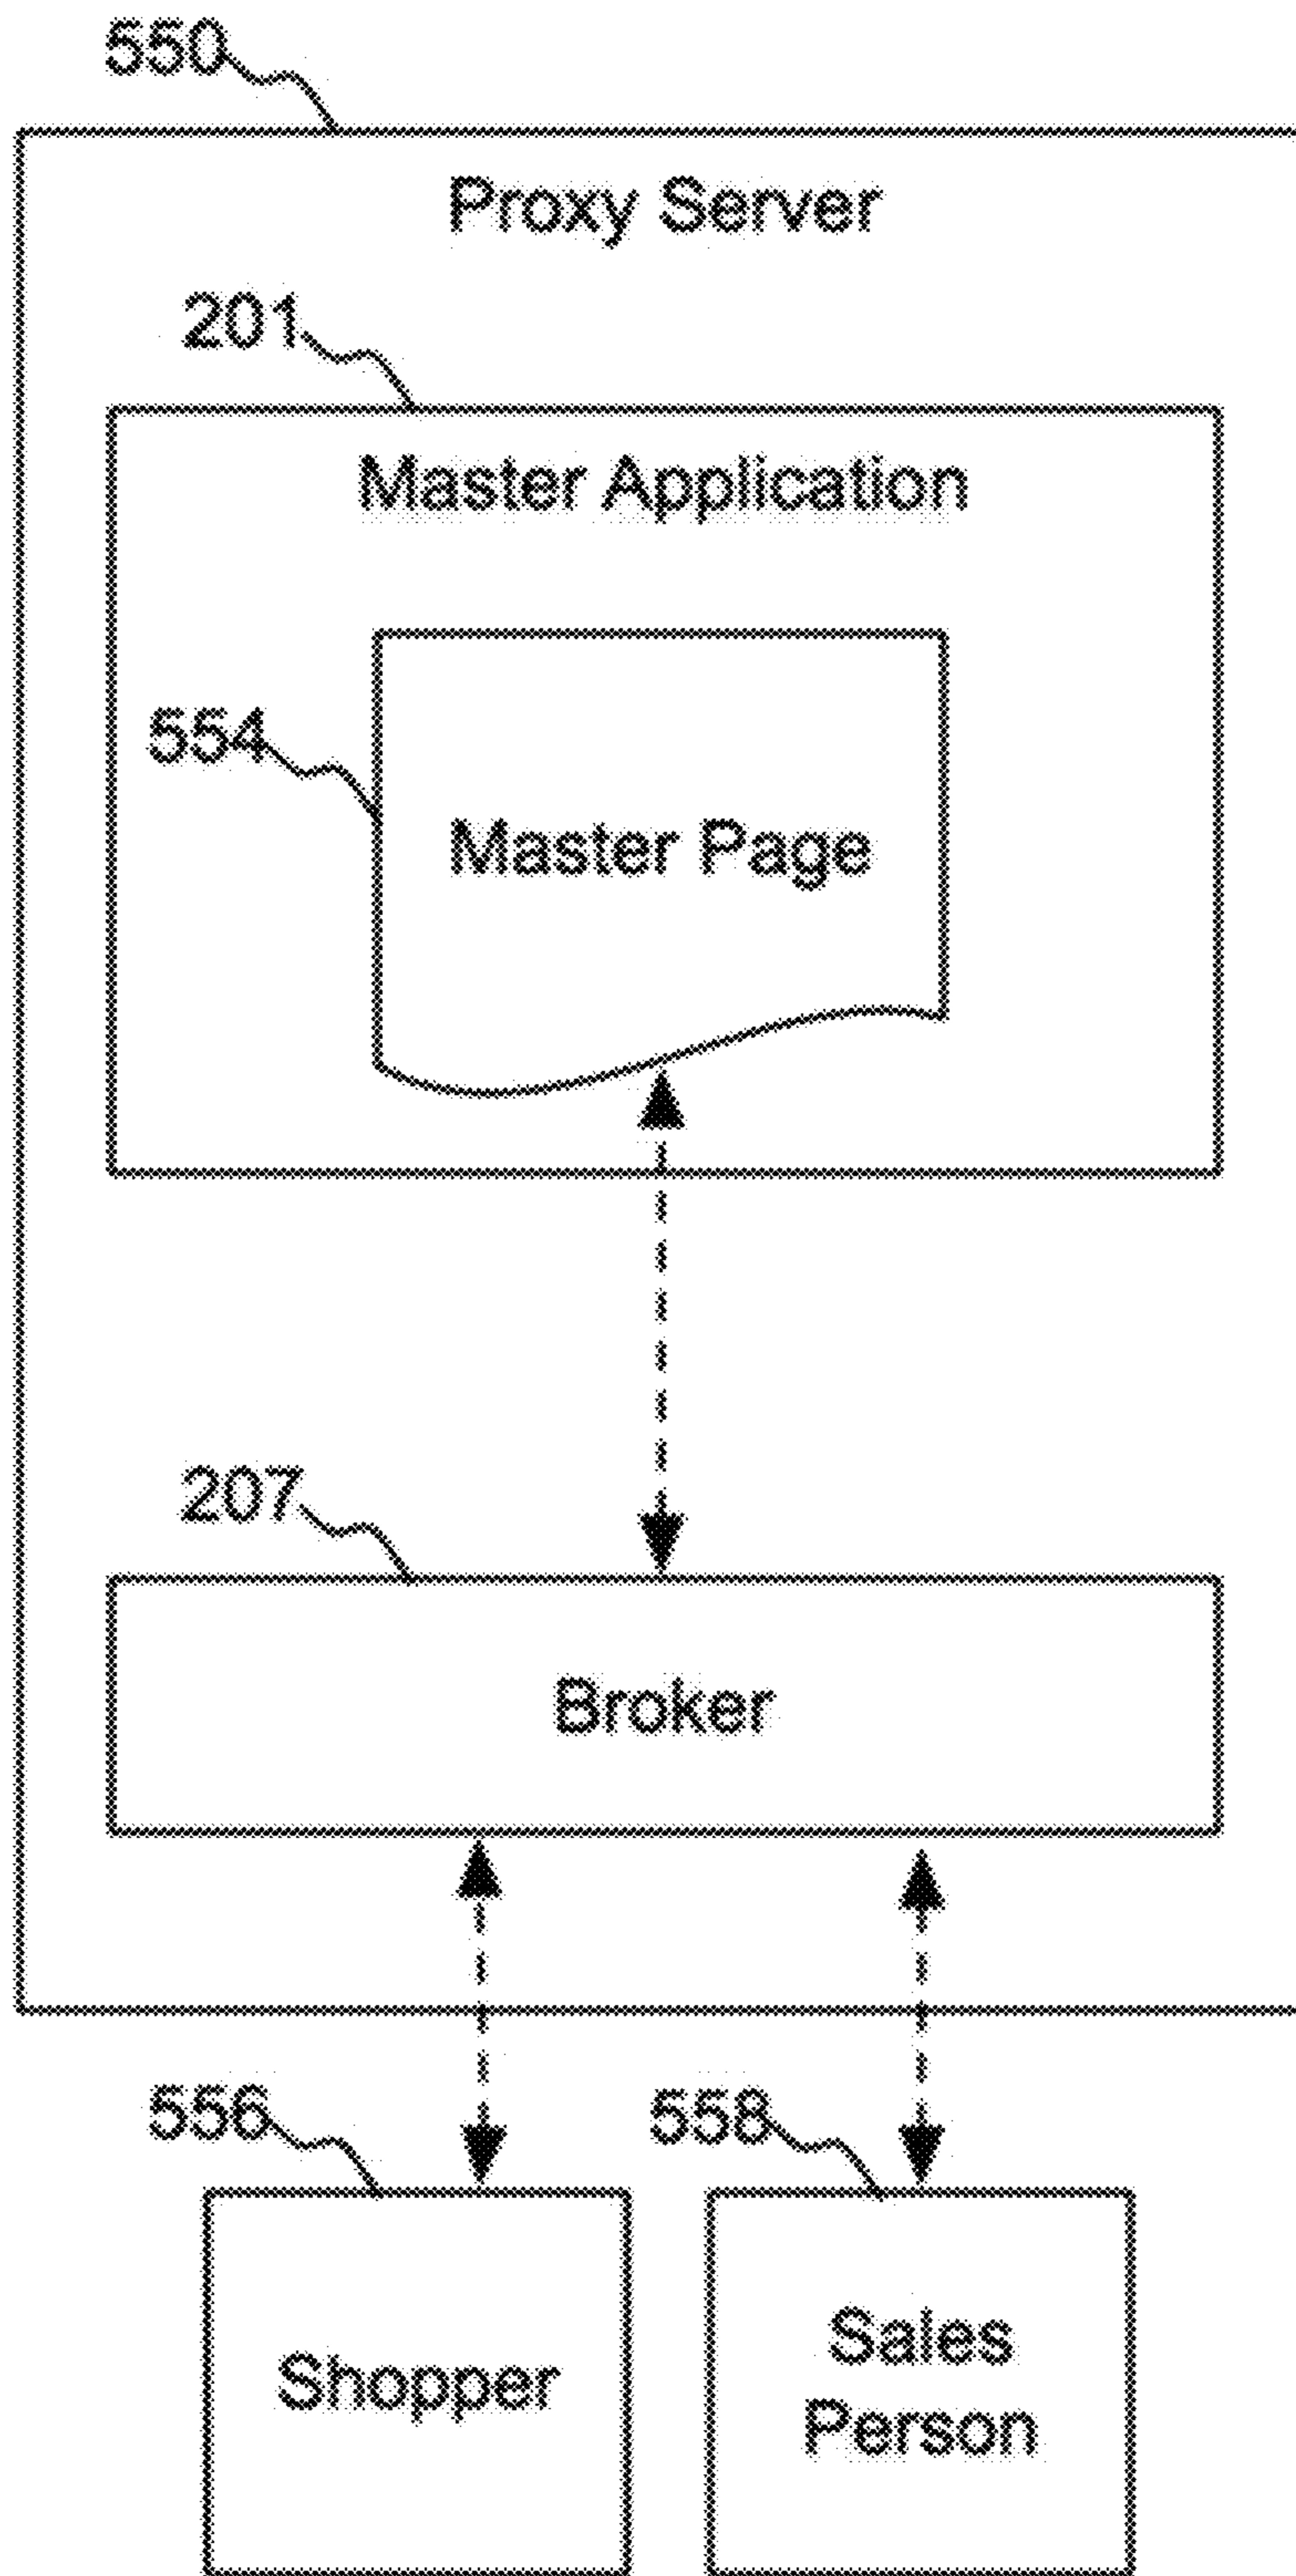 550
Proxy Server
201
Master Application
554
Master Page
207
Broker
556
558
Shopper
Sales
Person